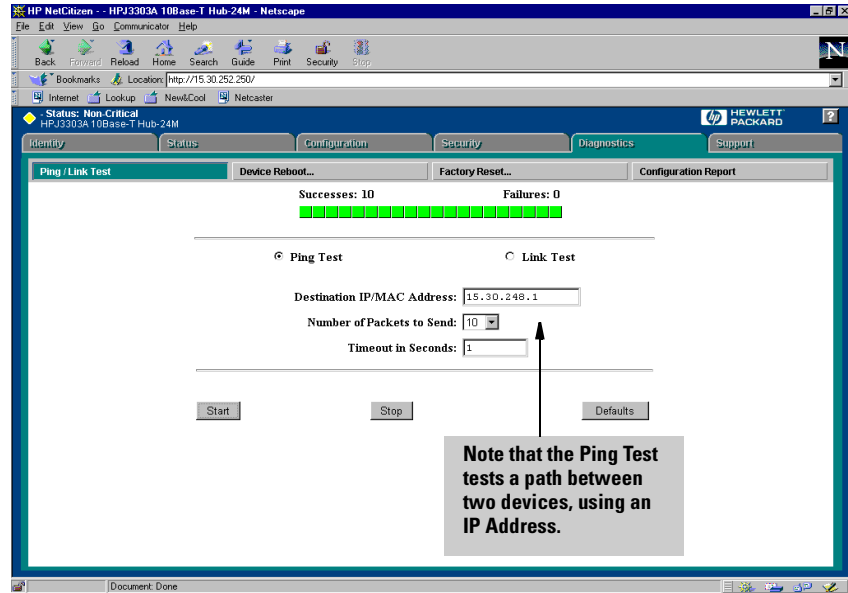 HP NetCitizen - - HPJ3303A 10Base-T Hub-24M - Netscape
File Edit View Go Communicator Help
Back Forward Reload Home Search Guide Print Security Stop
N
Bookmarks Location: http://15.30.252.250/
Internet Lookup New&Cool Netcaster
- Status: Non-Critical
HPJ3303A 10Base-T Hub-24M
hp HEWLETT PACKARD ?
Identity Status Configuration Security Diagnostics Support
Ping / Link Test Device Reboot... Factory Reset... Configuration Report
Successes: 10 Failures: 0
Ping Test Link Test
Destination IP/MAC Address: 15.30.248.1
Number of Packets to Send: 10
Timeout in Seconds: 1
Start Stop Defaults
Note that the Ping Test
tests a path between
two devices, using an
IP Address.
Document: Done